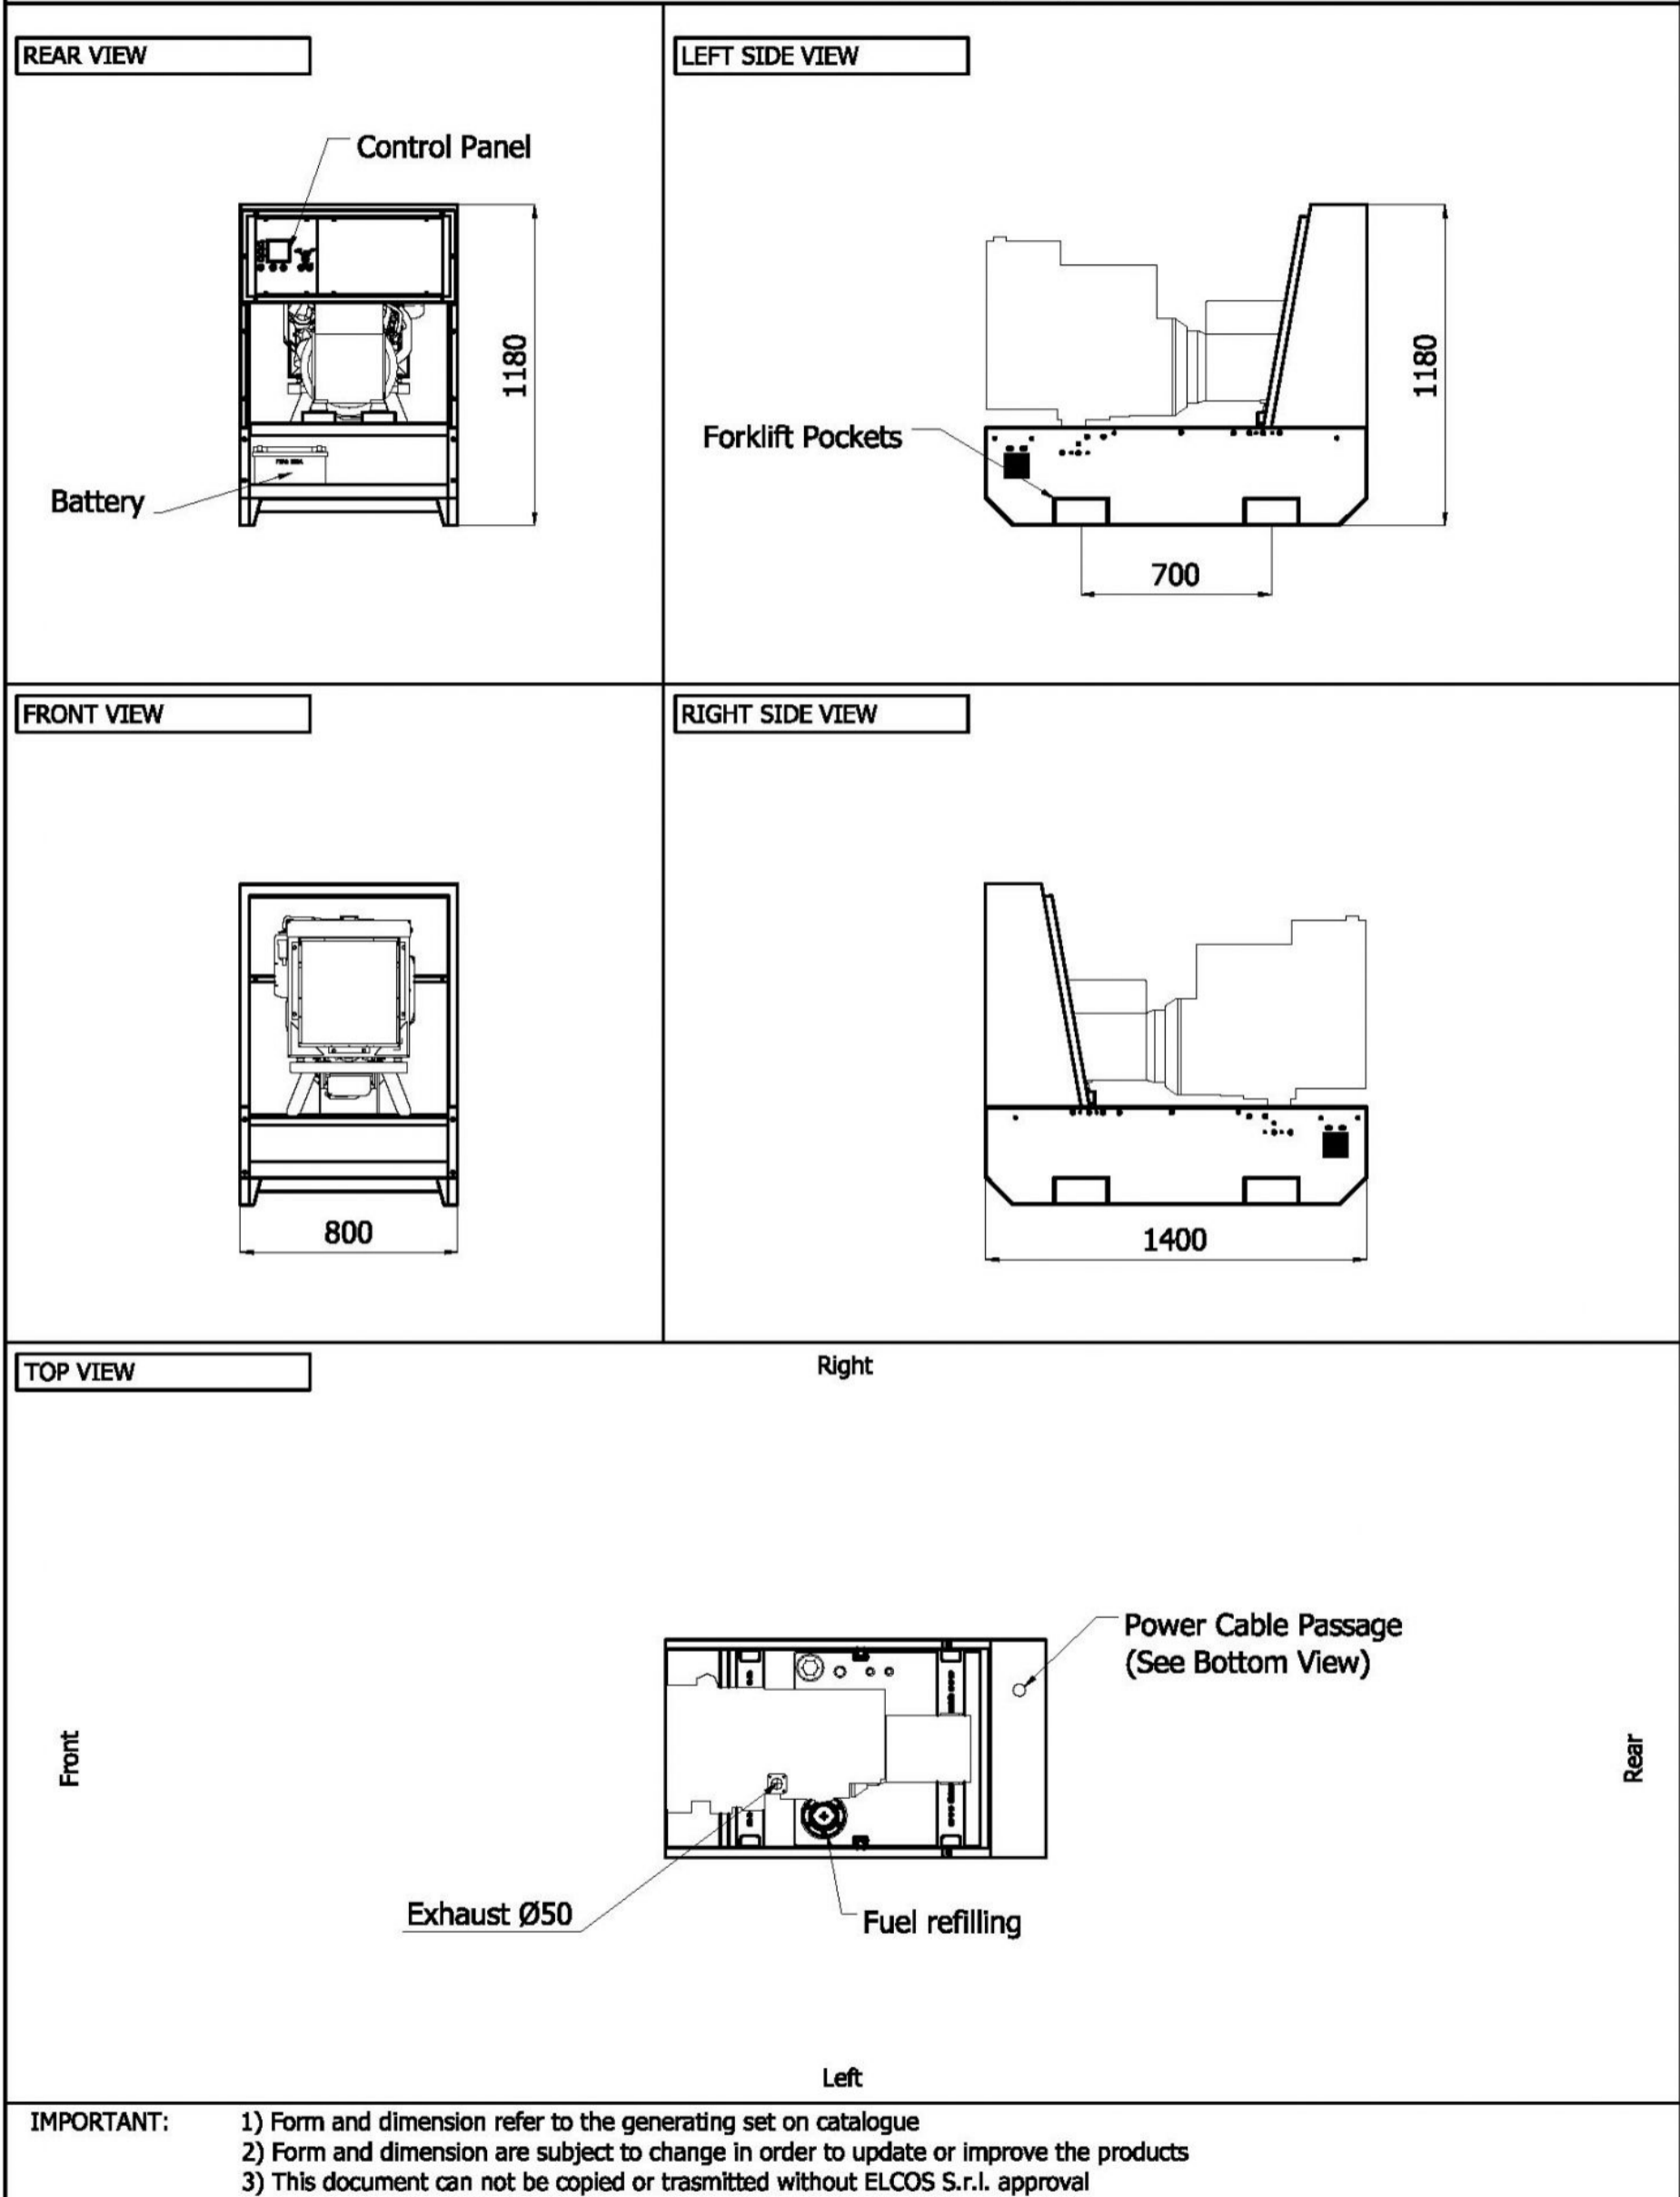 REAR VIEW
Control Panel
1180
Battery
LEFT SIDE VIEW
Forklift Pockets
1180
700
FRONT VIEW
800
RIGHT SIDE VIEW
1400
TOP VIEW
Right
Power Cable Passage
(See Bottom View)
Front
Rear
Exhaust Ø50
Fuel refilling
Left
IMPORTANT:
1) Form and dimension refer to the generating set on catalogue
2) Form and dimension are subject to change in order to update or improve the products
3) This document can not be copied or trasmitted without ELCOS S.r.l. approval